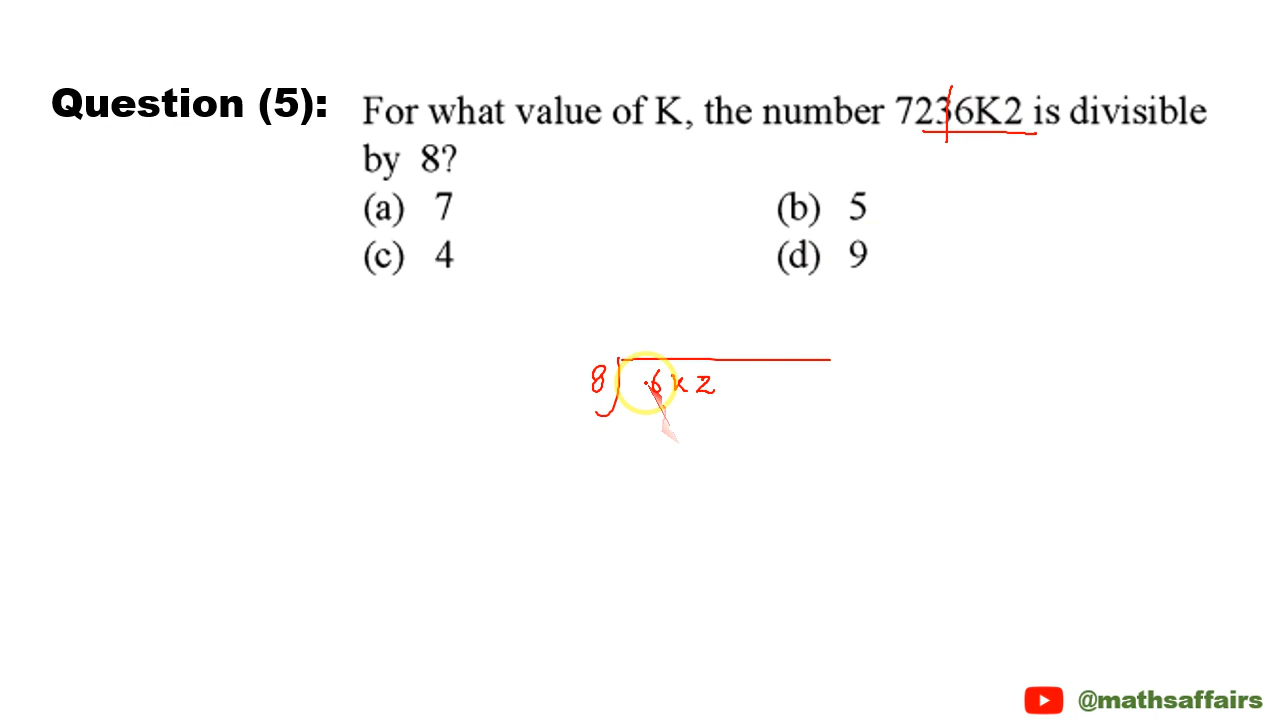 Question (5): For what value of K, the number 7236K2 is divisible
by 8?
(a) 7 (b) 5
(c) 4 (d) 9
8 6K2
@mathsaffairs